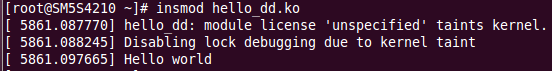 [root@SM5S4210 ~]# insmod hello_dd.ko
[ 5861.087770] hello_dd: module license 'unspecified' taints kernel.
[ 5861.088245] Disabling lock debugging due to kernel taint
[ 5861.097665] Hello world